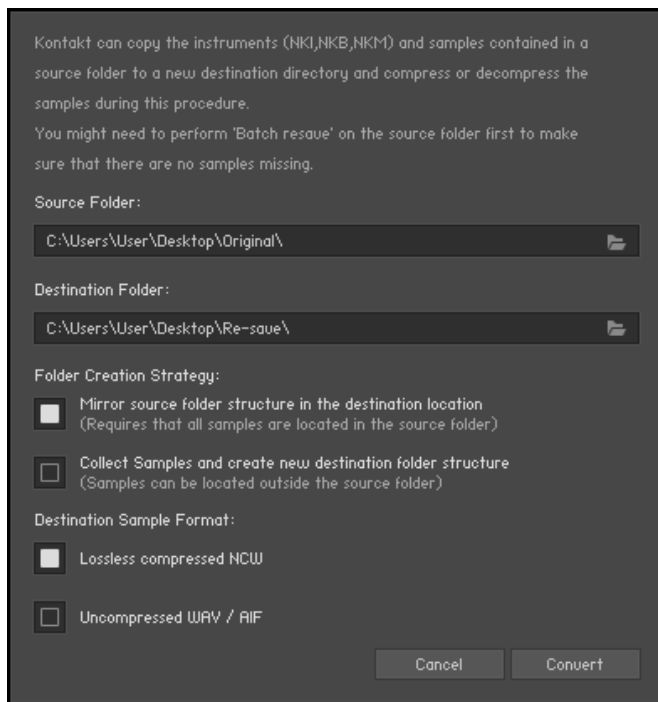 Kontakt can copy the instruments (NKI,NKB,NKM) and samples contained in a
source folder to a new destination directory and compress or decompress the
samples during this procedure.
You might need to perform 'Batch resave' on the source folder first to make
sure that there are no samples missing.
Source Folder:
C:\Users\User\Desktop\Original\
Destination Folder:
C:\Users\User\Desktop\Re-save\
Folder Creation Strategy:
Mirror source folder structure in the destination location
(Requires that all samples are located in the source folder)
Collect Samples and create new destination folder structure
(Samples can be located outside the source folder)
Destination Sample Format:
Lossless compressed NCW
Uncompressed WAV / AIF
Cancel Convert